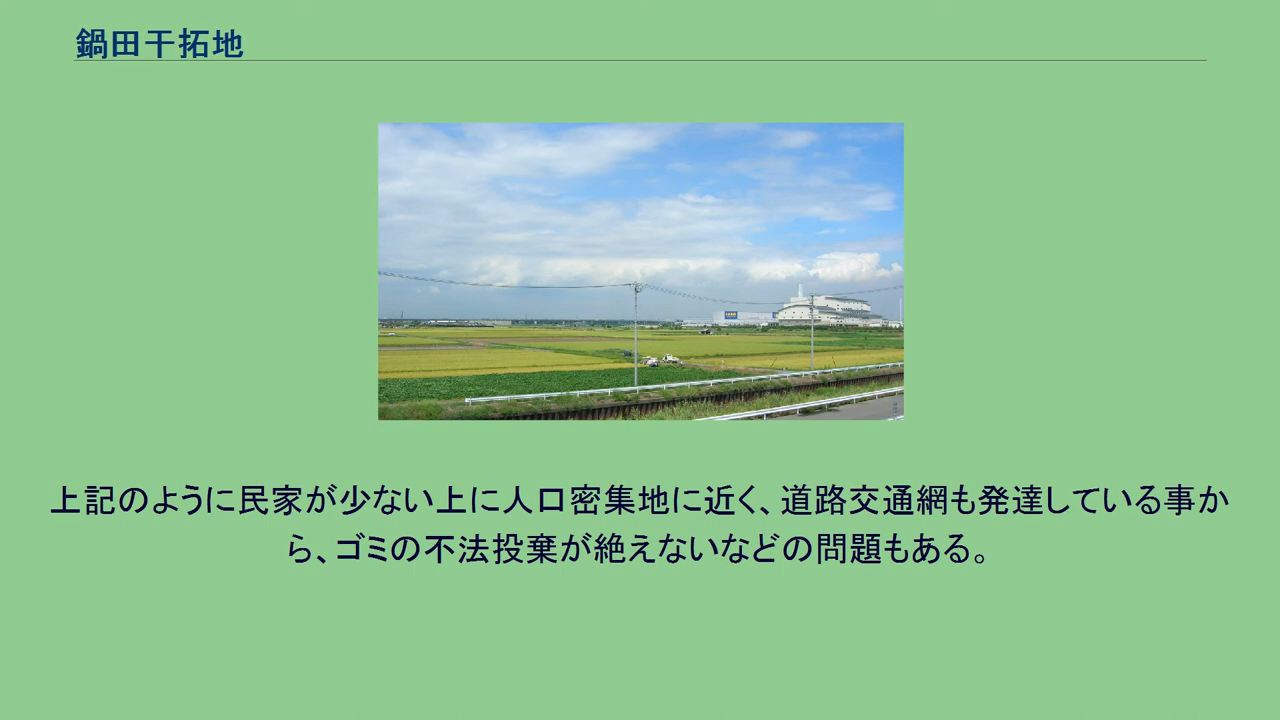 鍋田干拓地
上記のように民家が少ない上に人口密集地に近く、道路交通網も発達している事か
ら、ゴミの不法投棄が絶えないなどの問題もある。